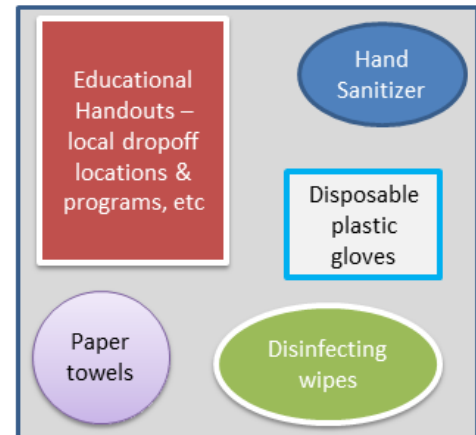 Educational
Handouts –
local dropoff
locations &
programs, etc
Hand
Sanitizer
Disposable
plastic
gloves
Paper
towels
Disinfecting
wipes